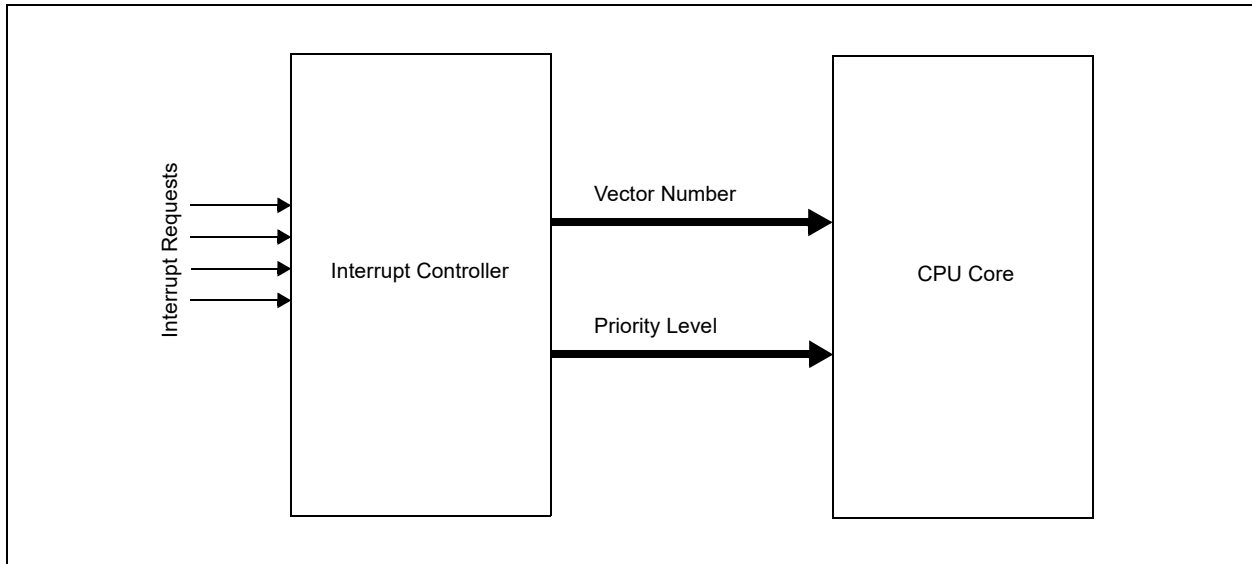 Interrupt Requests
Interrupt Controller
Vector Number
Priority Level
CPU Core